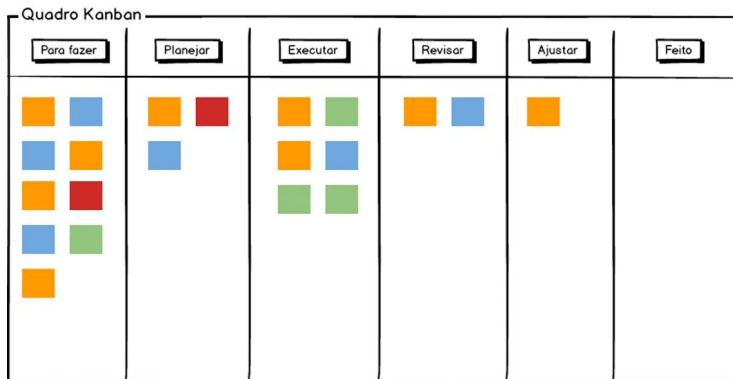 Quadro Kanban
Para fazer
Planejar
Executar
Revisar
Ajustar
Feito